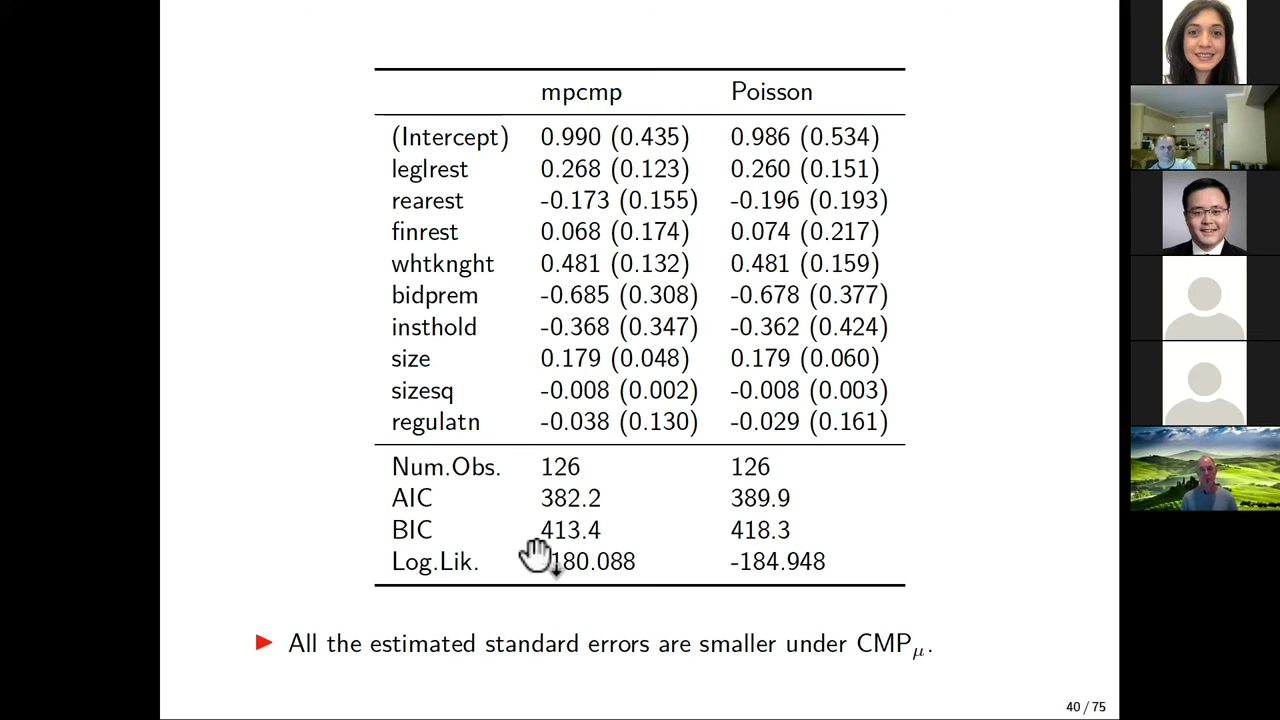 mpcmp Poisson
(Intercept) 0.990 (0.435) 0.986 (0.534)
leglrest 0.268 (0.123) 0.260 (0.151)
rearest -0.173 (0.155) -0.196 (0.193)
finrest 0.068 (0.174) 0.074 (0.217)
whtknght 0.481 (0.132) 0.481 (0.159)
bidprem -0.685 (0.308) -0.678 (0.377)
insthold -0.368 (0.347) -0.362 (0.424)
size 0.179 (0.048) 0.179 (0.060)
sizesq -0.008 (0.002) -0.008 (0.003)
regulatn -0.038 (0.130) -0.029 (0.161)
Num.Obs. 126 126
AIC 382.2 389.9
BIC 413.4 418.3
Log.Lik. 180.088 -184.948
► All the estimated standard errors are smaller under CMPμ.
40 / 75